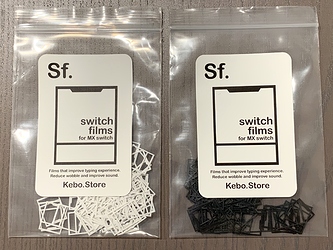 Sf.
switch
films
for MX switch
Films that improve typing experience.
Reduce wobble and improve sound.
Kebo.Store
Sf.
switch
films
for MX switch
Films that improve typing experience.
Reduce wobble and improve sound.
Kebo.Store